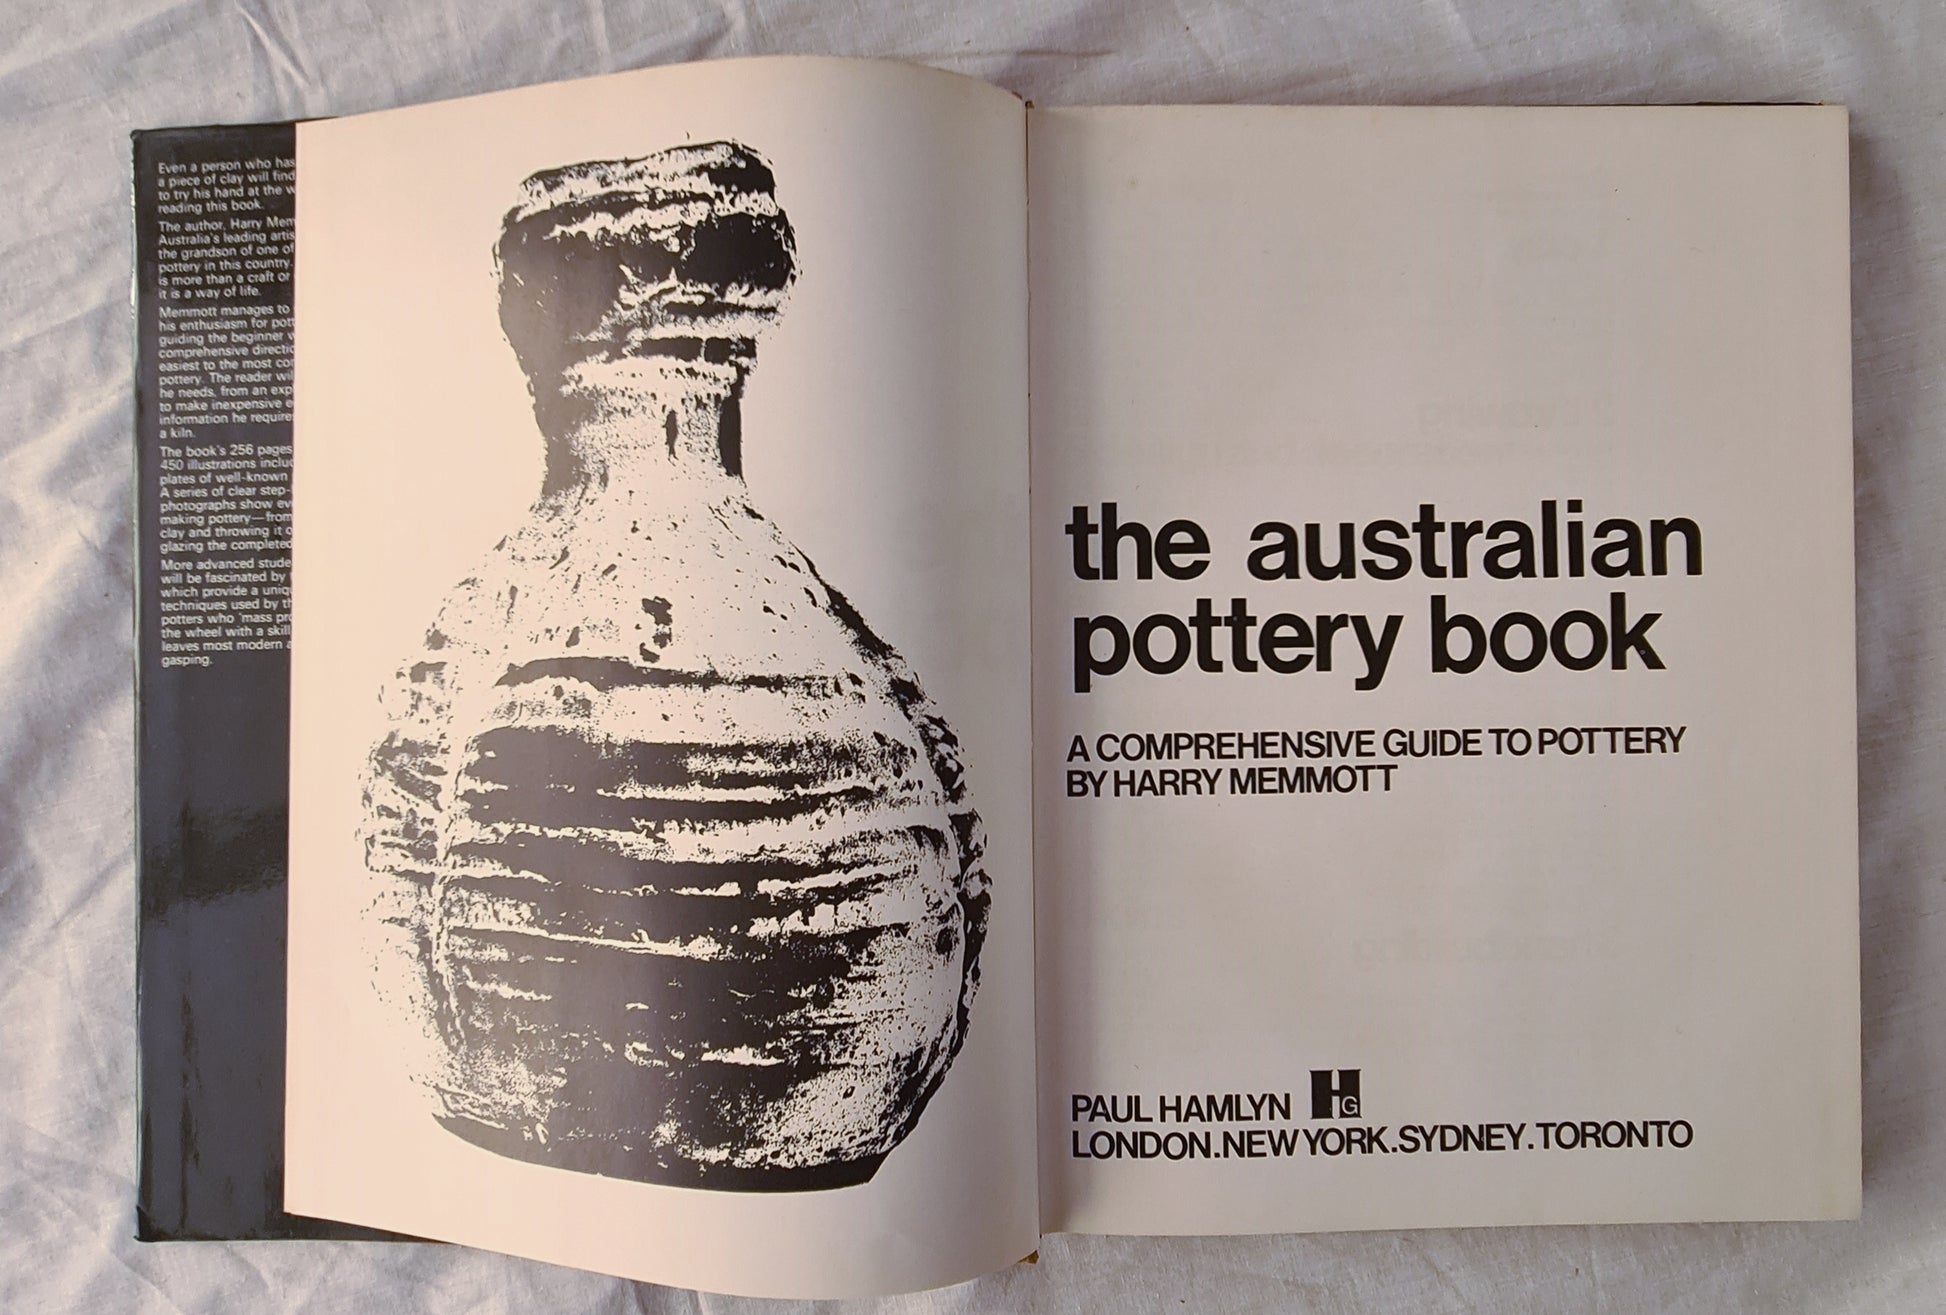 Even a person who has
a piece of clay will find
to try his hand at the w
reading this book.
The author, Harry Mem
Australia's leading artis
the grandson of one of
pottery in this country.
is more than a craft or
it is a way of life.
Memmott manages to
his enthusiasm for pott
guiding the beginner w
comprehensive directio
easiest to the most com
pottery. The reader wil
he needs, from an exp
to make inexpensive e
information he require
a kiln.
The book's 256 pages
450 illustrations includ
plates of well-known
A series of clear step-
photographs show eve
making pottery—from
clay and throwing it o
glazing the completed
More advanced stude
will be fascinated by t
which provide a uniqu
techniques used by th
potters who 'mass pro
the wheel with a skill
leaves most modern a
gasping.
the australian
pottery book
A COMPREHENSIVE GUIDE TO POTTERY
BY HARRY MEMMOTT
PAUL HAMLYN HG
LONDON.NEW YORK.SYDNEY.TORONTO